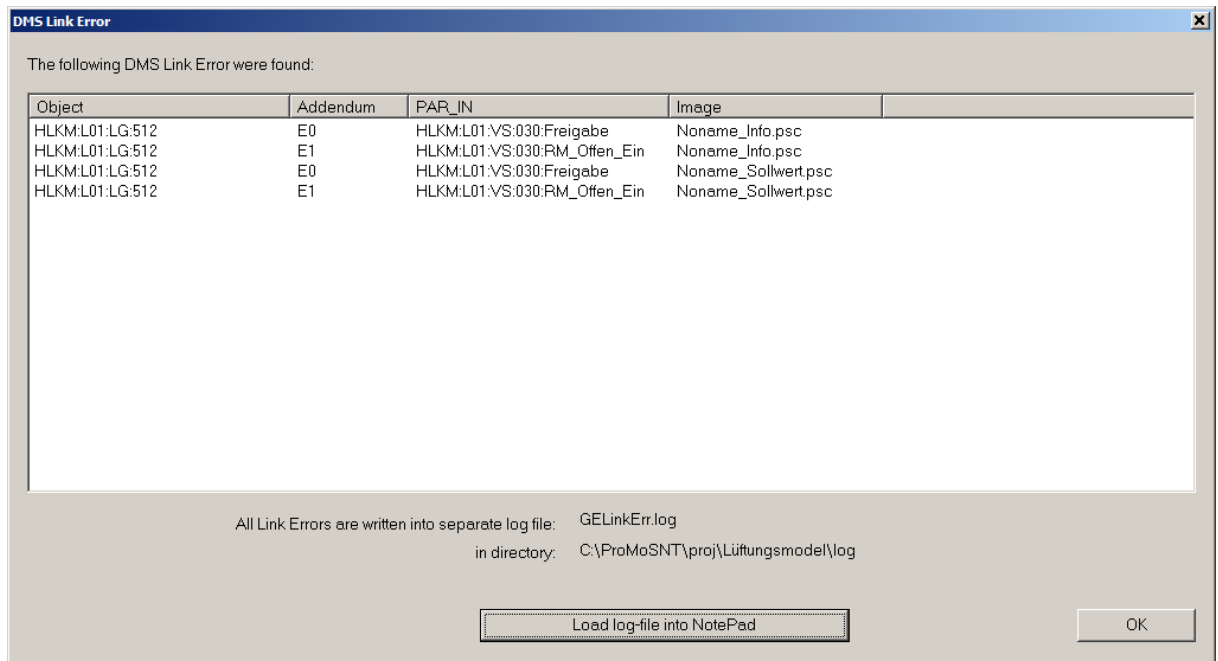 DMS Link Error
The following DMS Link Error were found:
Object Addendum PAR_IN Image
HLKM:L01:LG:512 E0 HLKM:L01:VS:030:Freigabe Noname_Info.psc
HLKM:L01:LG:512 E1 HLKM:L01:VS:030:RM_Offen_Ein Noname_Info.psc
HLKM:L01:LG:512 E0 HLKM:L01:VS:030:Freigabe Noname_Sollwert.psc
HLKM:L01:LG:512 E1 HLKM:L01:VS:030:RM_Offen_Ein Noname_Sollwert.psc
All Link Errors are written into separate log file: GELinkErr.log
in directory: C:\ProMoSNT\proj\Lüftungsmodel\log
Load log-file into NotePad OK